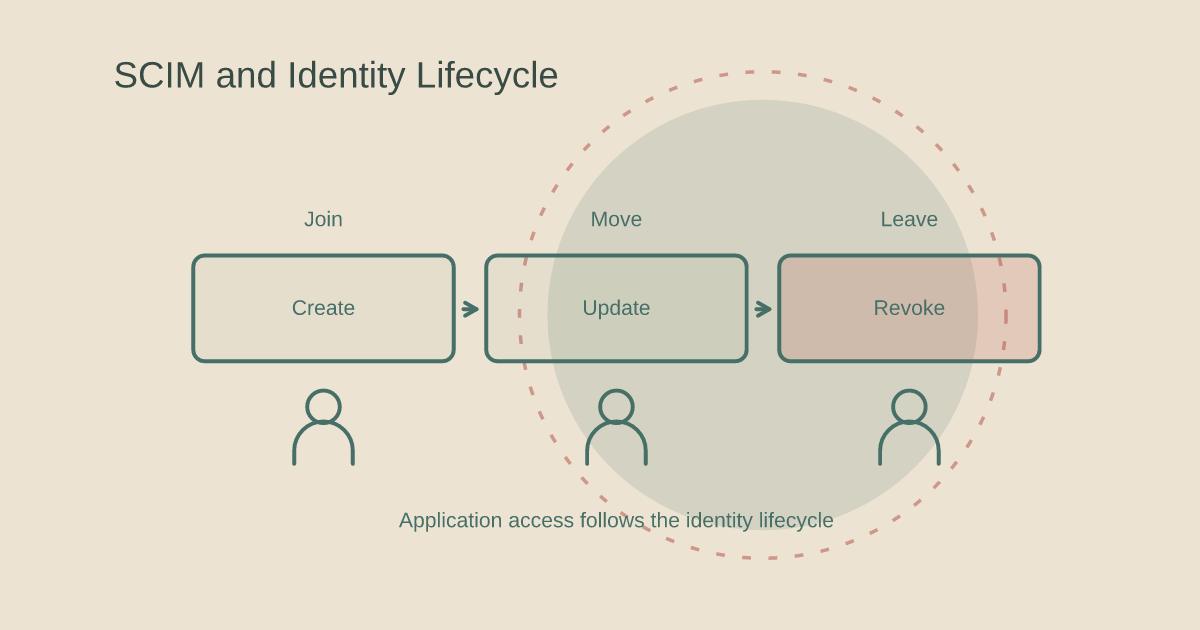 SCIM and Identity Lifecycle
Join
Move
Leave
Create
Update
Revoke
Application access follows the identity lifecycle